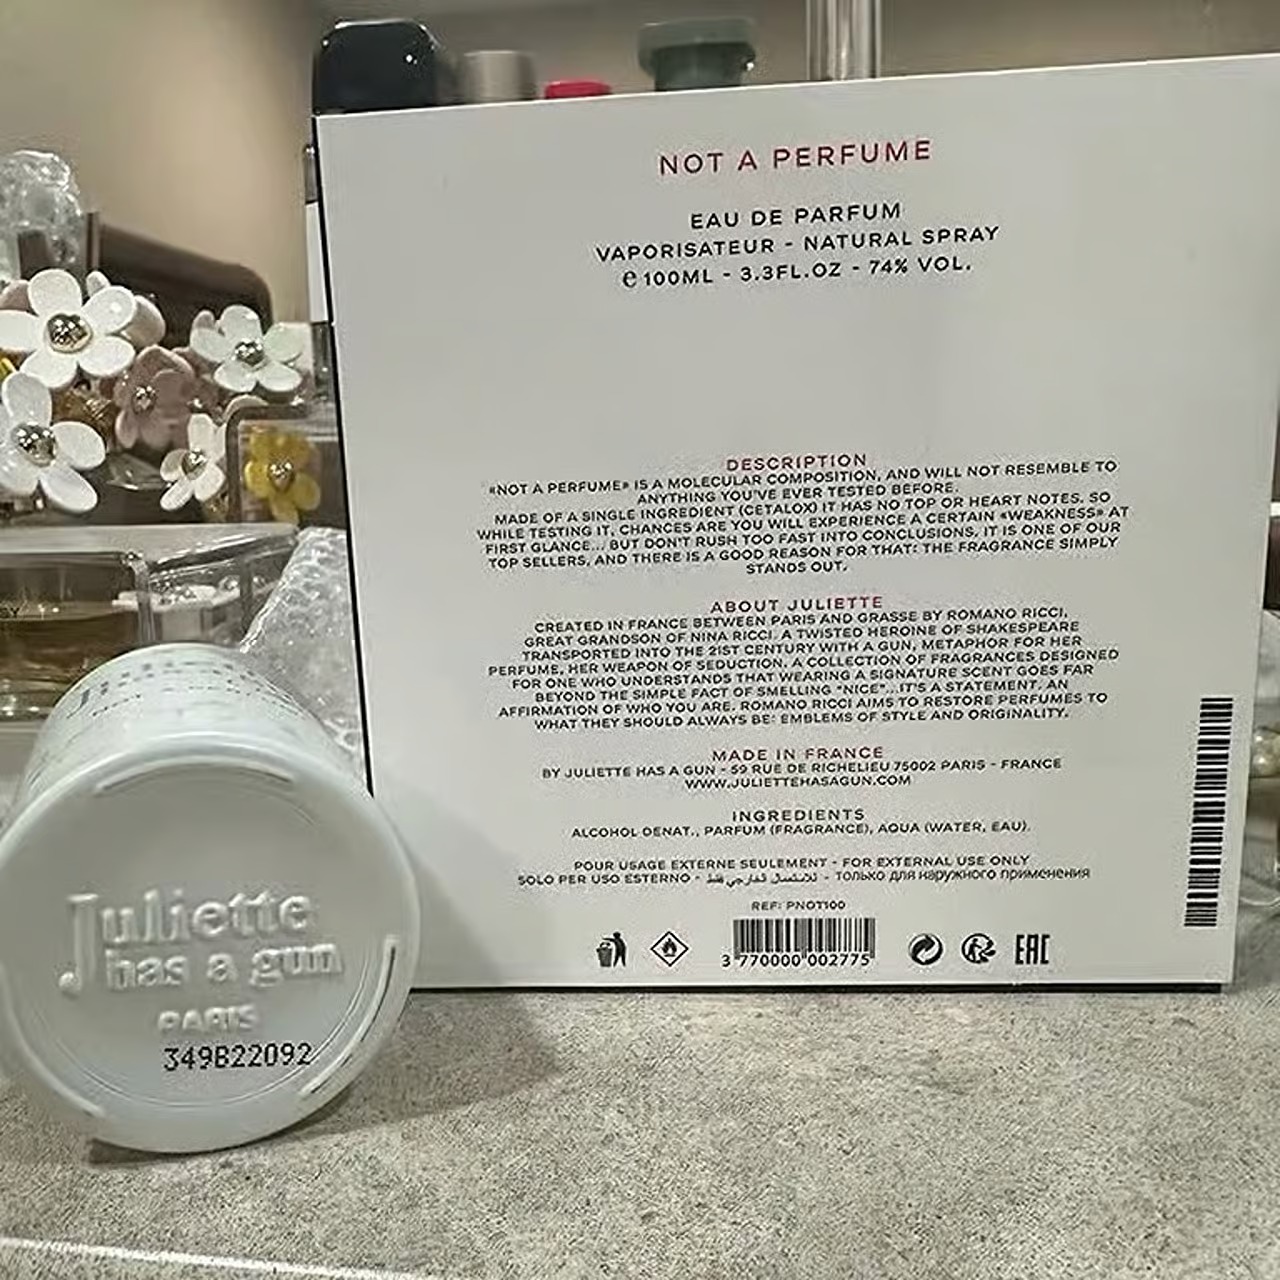 NOT A PERFUME
EAU DE PARFUM
VAPORISATEUR - NATURAL SPRAY
e 100ML - 3.3FL.OZ - 74% VOL.
DESCRIPTION
«NOT A PERFUME» IS A MOLECULAR COMPOSITION, AND WILL NOT RESEMBLE TO
ANYTHING YOU'VE EVER TESTED BEFORE.
MADE OF A SINGLE INGREDIENT (CETALOX) IT HAS NO TOP OR HEART NOTES. SO
WHILE TESTING IT, CHANCES ARE YOU WILL EXPERIENCE A CERTAIN «WEAKNESS» AT
FIRST GLANCE... BUT DON'T RUSH TOO FAST INTO CONCLUSIONS, IT IS ONE OF OUR
TOP SELLERS, AND THERE IS A GOOD REASON FOR THAT: THE FRAGRANCE SIMPLY
STANDS OUT.
ABOUT JULIETTE
CREATED IN FRANCE BETWEEN PARIS AND GRASSE BY ROMANO RICCI,
GREAT GRANDSON OF NINA RICCI. A TWISTED HEROINE OF SHAKESPEARE
TRANSPORTED INTO THE 21ST CENTURY WITH A GUN, METAPHOR FOR HER
PERFUME, HER WEAPON OF SEDUCTION. A COLLECTION OF FRAGRANCES DESIGNED
FOR ONE WHO UNDERSTANDS THAT WEARING A SIGNATURE SCENT GOES FAR
BEYOND THE SIMPLE FACT OF SMELLING "NICE"...IT'S A STATEMENT, AN
AFFIRMATION OF WHO YOU ARE. ROMANO RICCI AIMS TO RESTORE PERFUMES TO
WHAT THEY SHOULD ALWAYS BE: EMBLEMS OF STYLE AND ORIGINALITY.
MADE IN FRANCE
BY JULIETTE HAS A GUN - 59 RUE DE RICHELIEU 75002 PARIS - FRANCE
WWW.JULIETTEHASAGUN.COM
INGREDIENTS
ALCOHOL DENAT., PARFUM (FRAGRANCE), AQUA (WATER, EAU).
POUR USAGE EXTERNE SEULEMENT - FOR EXTERNAL USE ONLY
SOLO PER USO ESTERNO - للاستعمال الخارجي فقط - только для наружного применения
REF: PNOT100
3 770000 002775
EAC
Juliette
has a gun
PARIS
349B22092